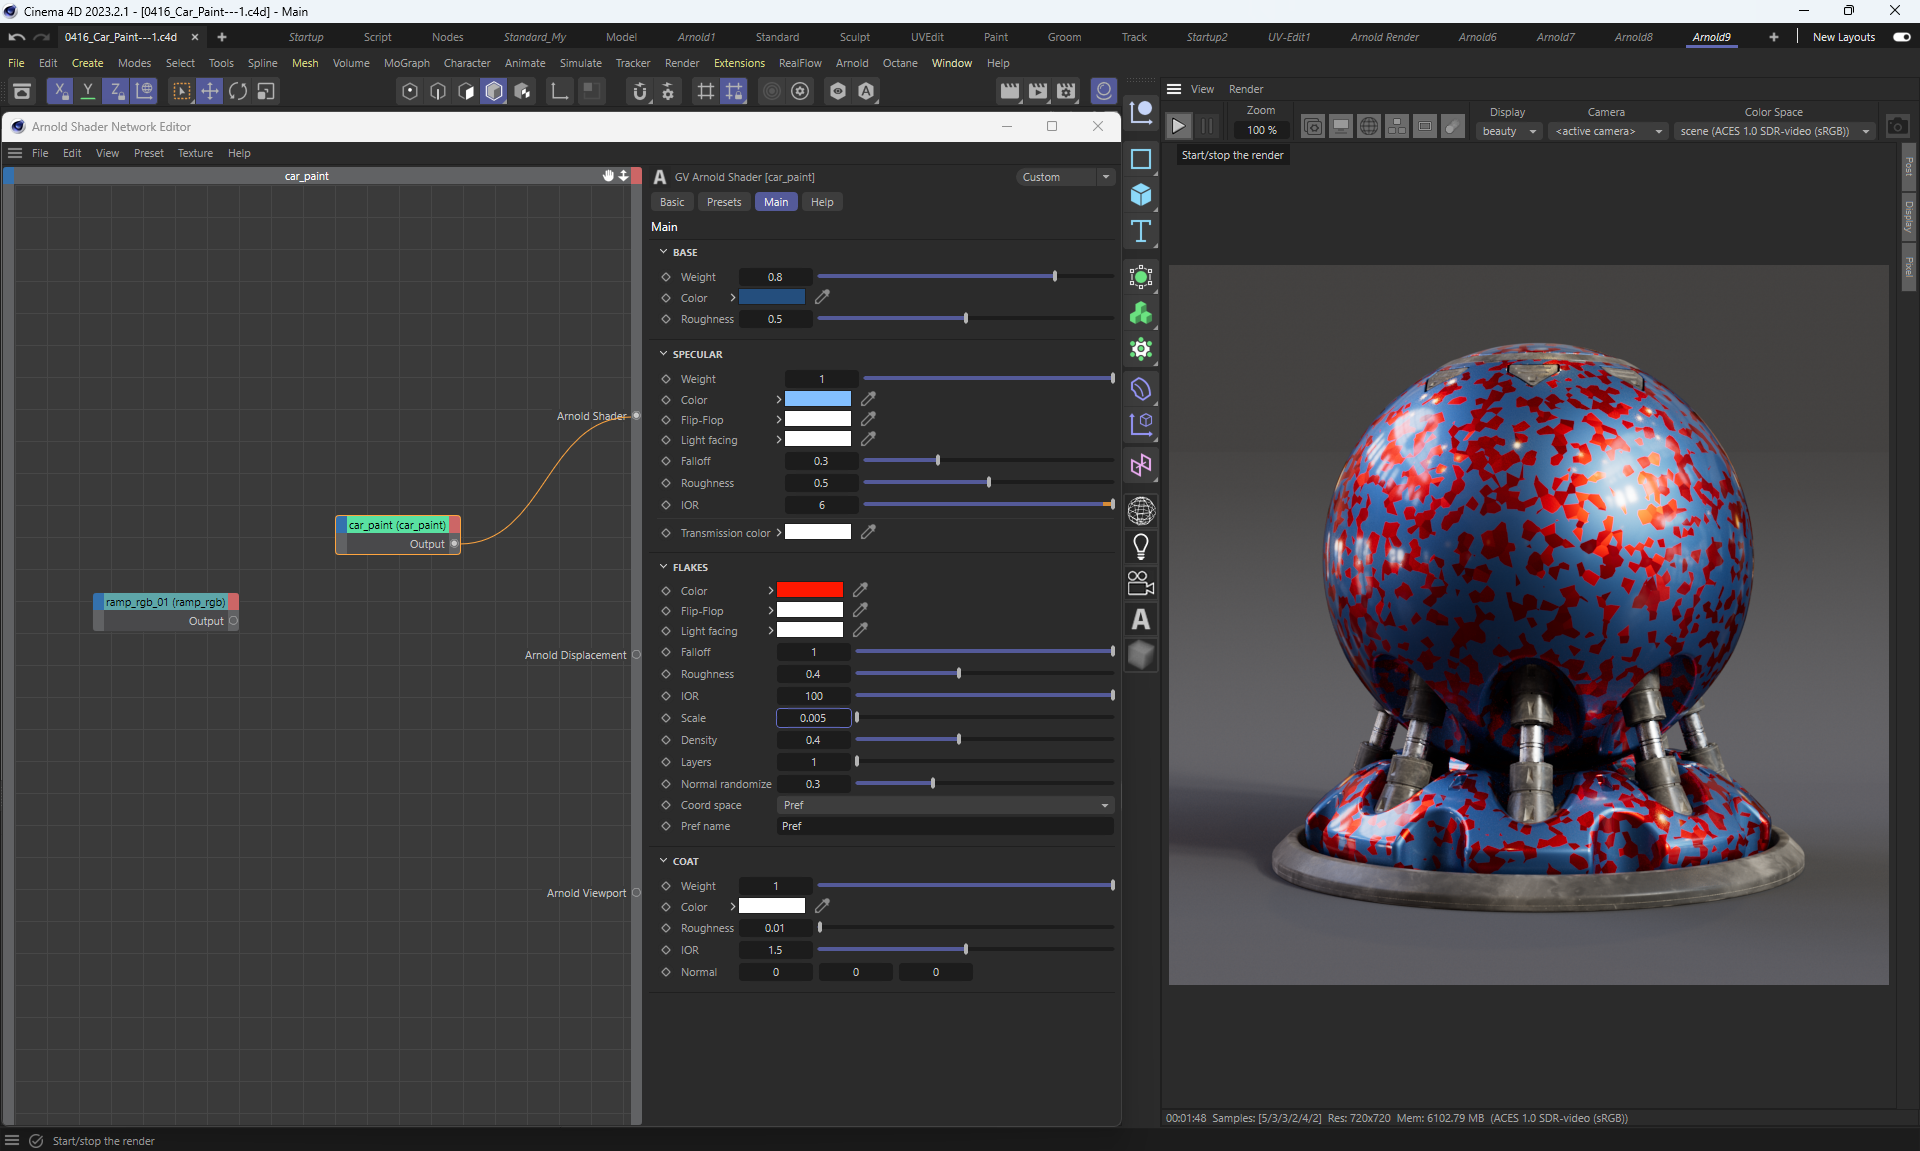 Cinema 4D 2023.2.1 - [0416_Car_Paint---1.c4d] - Main
0416_Car_Paint---1.c4d × + Startup Script Nodes Standard_My Model Arnold1 Standard Sculpt UVEdit Paint Groom Track Startup2 UV-Edit1 Arnold Render Arnold6 Arnold7 Arnold8 Arnold9 + New Layouts
File Edit Create Modes Select Tools Spline Mesh Volume MoGraph Character Animate Simulate Tracker Render Extensions RealFlow Arnold Octane Window Help
X Y Z
View Render
Zoom Display Camera Color Space
100 % beauty <active camera> scene (ACES 1.0 SDR-video (sRGB))
Start/stop the render
Post
Display
Pixel
Arnold Shader Network Editor
File Edit View Preset Texture Help
car_paint
Arnold Shader
car_paint (car_paint)
Output
ramp_rgb_01 (ramp_rgb)
Output
Arnold Displacement
Arnold Viewport
GV Arnold Shader [car_paint] Custom
Basic Presets Main Help
Main
BASE
Weight 0.8
Color
Roughness 0.5
SPECULAR
Weight 1
Color
Flip-Flop
Light facing
Falloff 0.3
Roughness 0.5
IOR 6
Transmission color
FLAKES
Color
Flip-Flop
Light facing
Falloff 1
Roughness 0.4
IOR 100
Scale 0.005
Density 0.4
Layers 1
Normal randomize 0.3
Coord space Pref
Pref name Pref
COAT
Weight 1
Color
Roughness 0.01
IOR 1.5
Normal 0 0 0
00:01:48 Samples: [5/3/3/2/4/2] Res: 720x720 Mem: 6102.79 MB (ACES 1.0 SDR-video (sRGB))
Start/stop the render